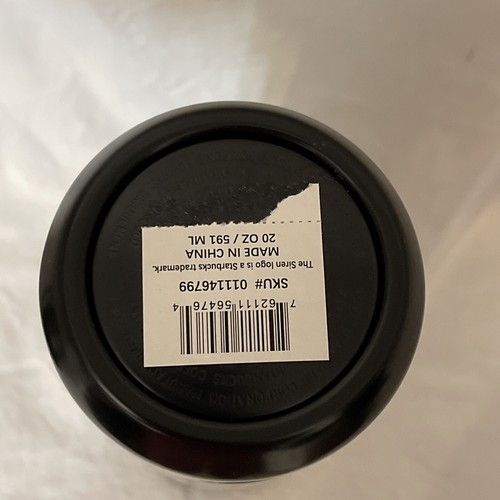 7 62111 56476 4
SKU# 011146799
The Siren logo is a Starbucks trademark.
MADE IN CHINA
20 OZ / 591 ML